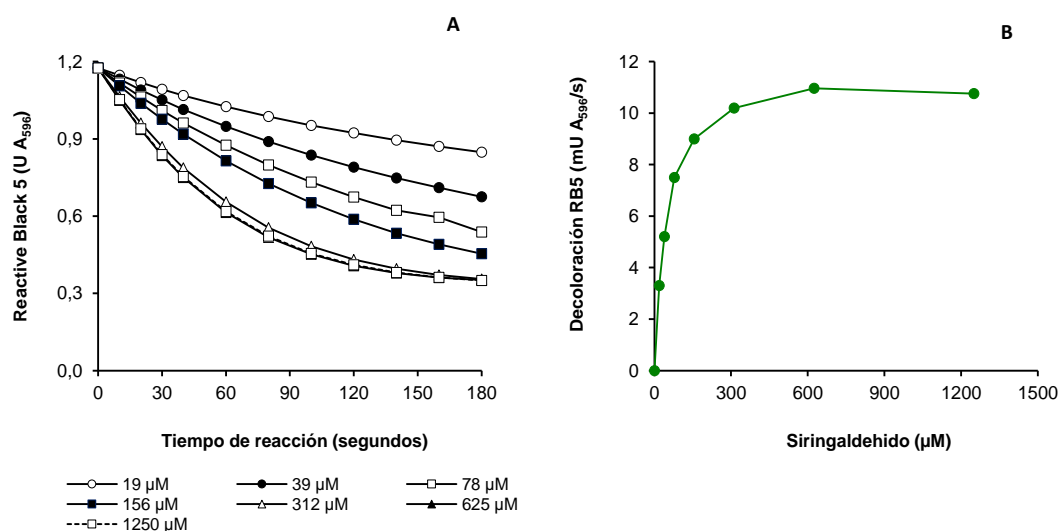 A
Reactive Black 5 (U A596)
1,2
0,9
0,6
0,3
0,0
0 30 60 90 120 150 180
Tiempo de reacción (segundos)
19 µM 39 µM 78 µM
156 µM 312 µM 625 µM
1250 µM
B
Decoloración RB5 (mU A596/s)
12
10
8
6
4
2
0
0 300 600 900 1200 1500
Siringaldehido (µM)